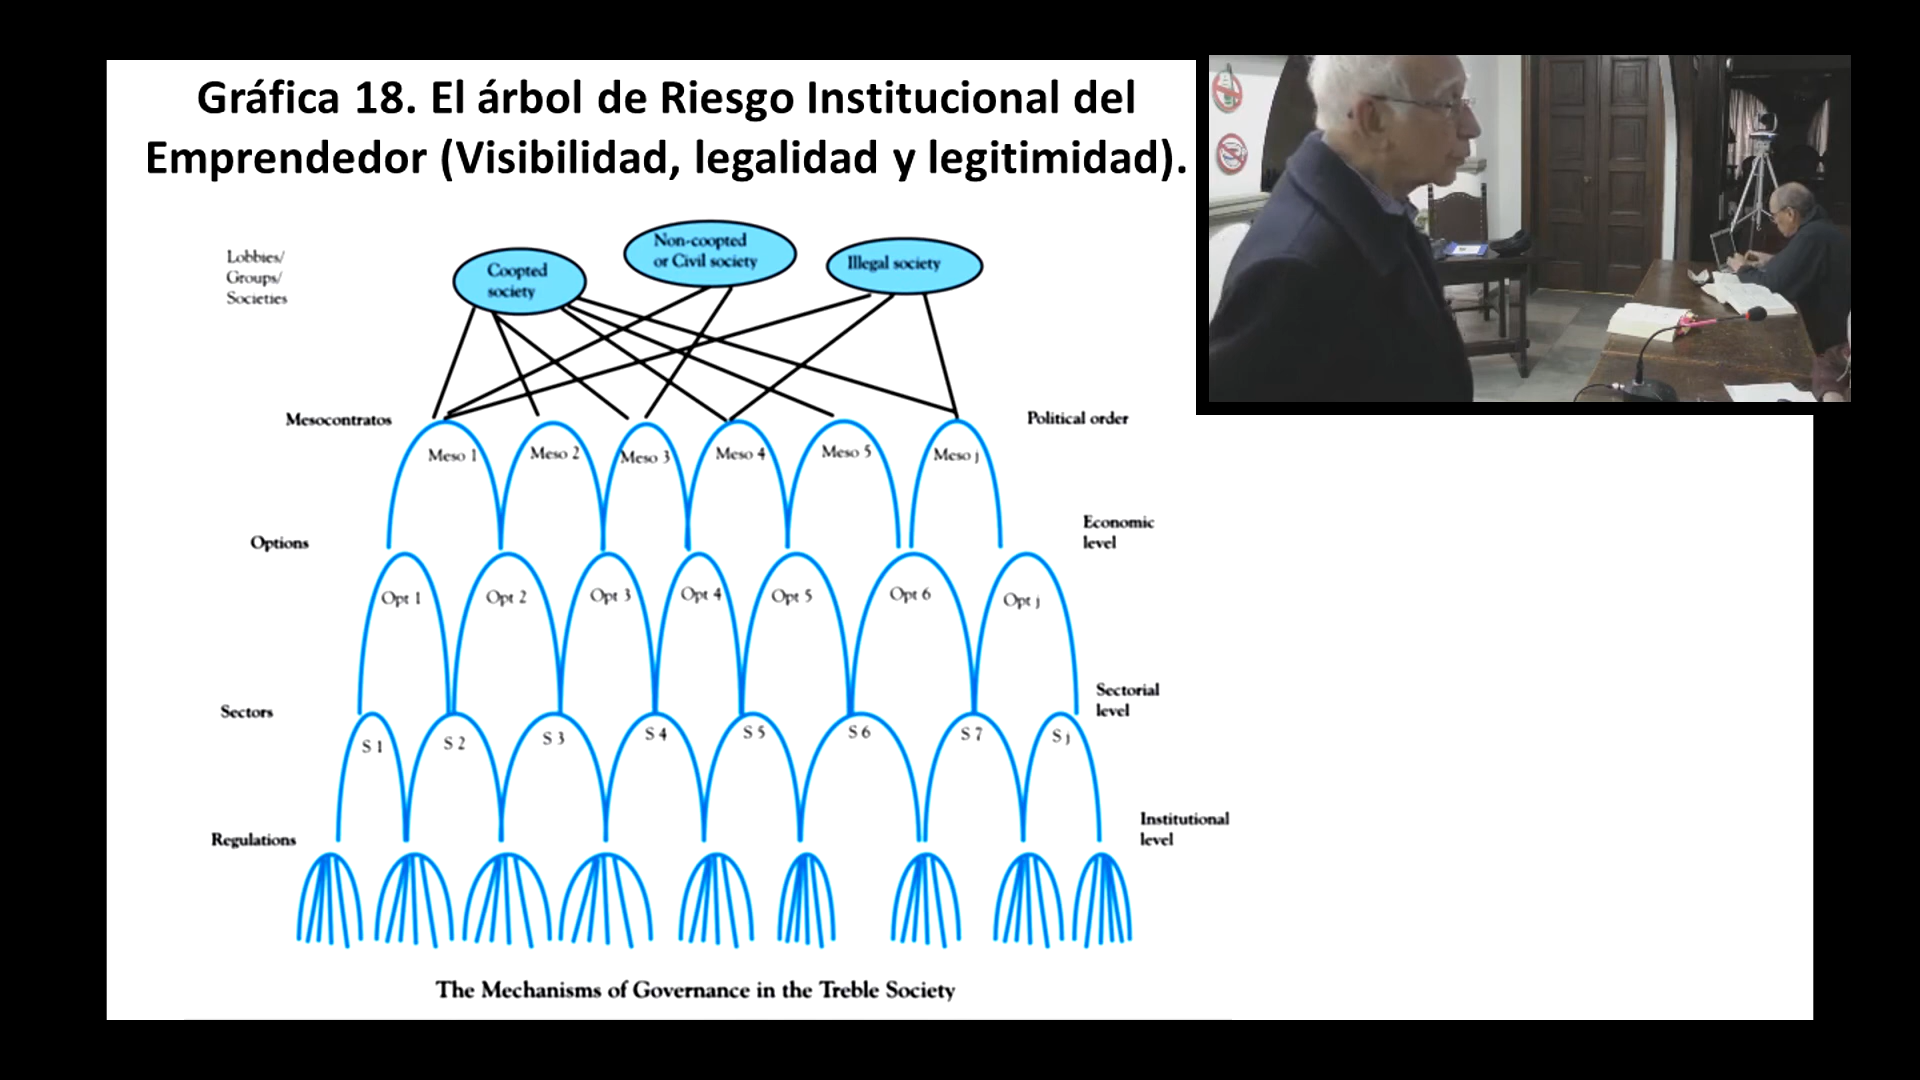 Gráfica 18. El árbol de Riesgo Institucional del
Emprendedor (Visibilidad, legalidad y legitimidad).
Lobbies/
Groups/
Societies
Coopted
society
Non-coopted
or Civil society
Illegal society
Mesocontratos
Political order
Meso 1
Meso 2
Meso 3
Meso 4
Meso 5
Meso j
Options
Economic
level
Opt 1
Opt 2
Opt 3
Opt 4
Opt 5
Opt 6
Opt j
Sectors
Sectorial
level
S 1
S 2
S 3
S 4
S 5
S 6
S 7
S j
Regulations
Institutional
level
The Mechanisms of Governance in the Treble Society